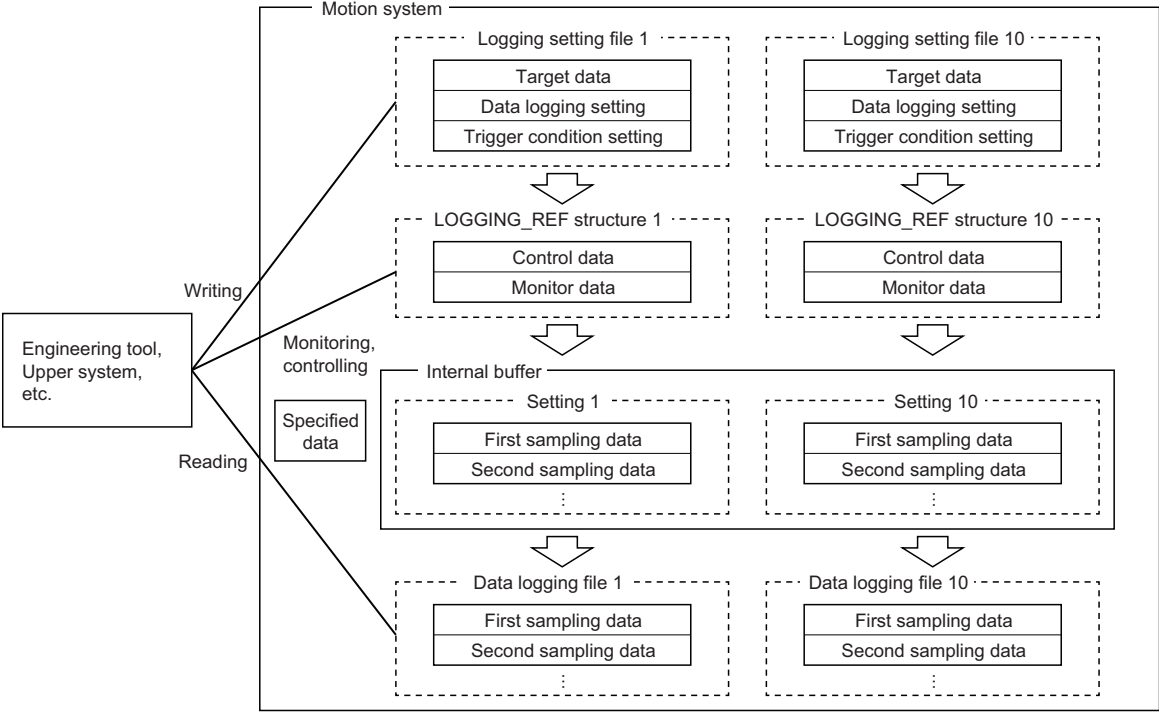 Motion system
Logging setting file 1
Target data
Data logging setting
Trigger condition setting
Logging setting file 10
Target data
Data logging setting
Trigger condition setting
LOGGING_REF structure 1
Control data
Monitor data
LOGGING_REF structure 10
Control data
Monitor data
Writing
Engineering tool,
Upper system,
etc.
Monitoring,
controlling
Specified
data
Reading
Internal buffer
Setting 1
First sampling data
Second sampling data
⋮
Setting 10
First sampling data
Second sampling data
⋮
Data logging file 1
First sampling data
Second sampling data
⋮
Data logging file 10
First sampling data
Second sampling data
⋮